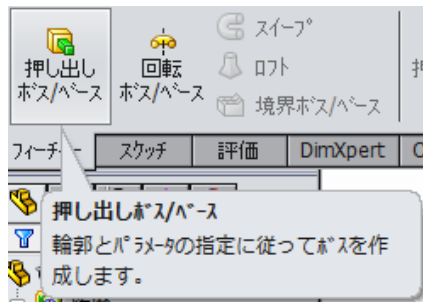 押し出し
ﾎﾞｽ/ﾍﾞｰｽ
回転
ﾎﾞｽ/ﾍﾞｰｽ
ｽｲｰﾌﾟ
ﾛﾌﾄ
境界ﾎﾞｽ/ﾍﾞｰｽ
ﾌｨｰﾁｬｰ
ｽｹｯﾁ
評価
DimXpert
押し出しﾎﾞｽ/ﾍﾞｰｽ
輪郭とﾊﾟﾗﾒｰﾀの指定に従ってﾎﾞｽを作
成します。